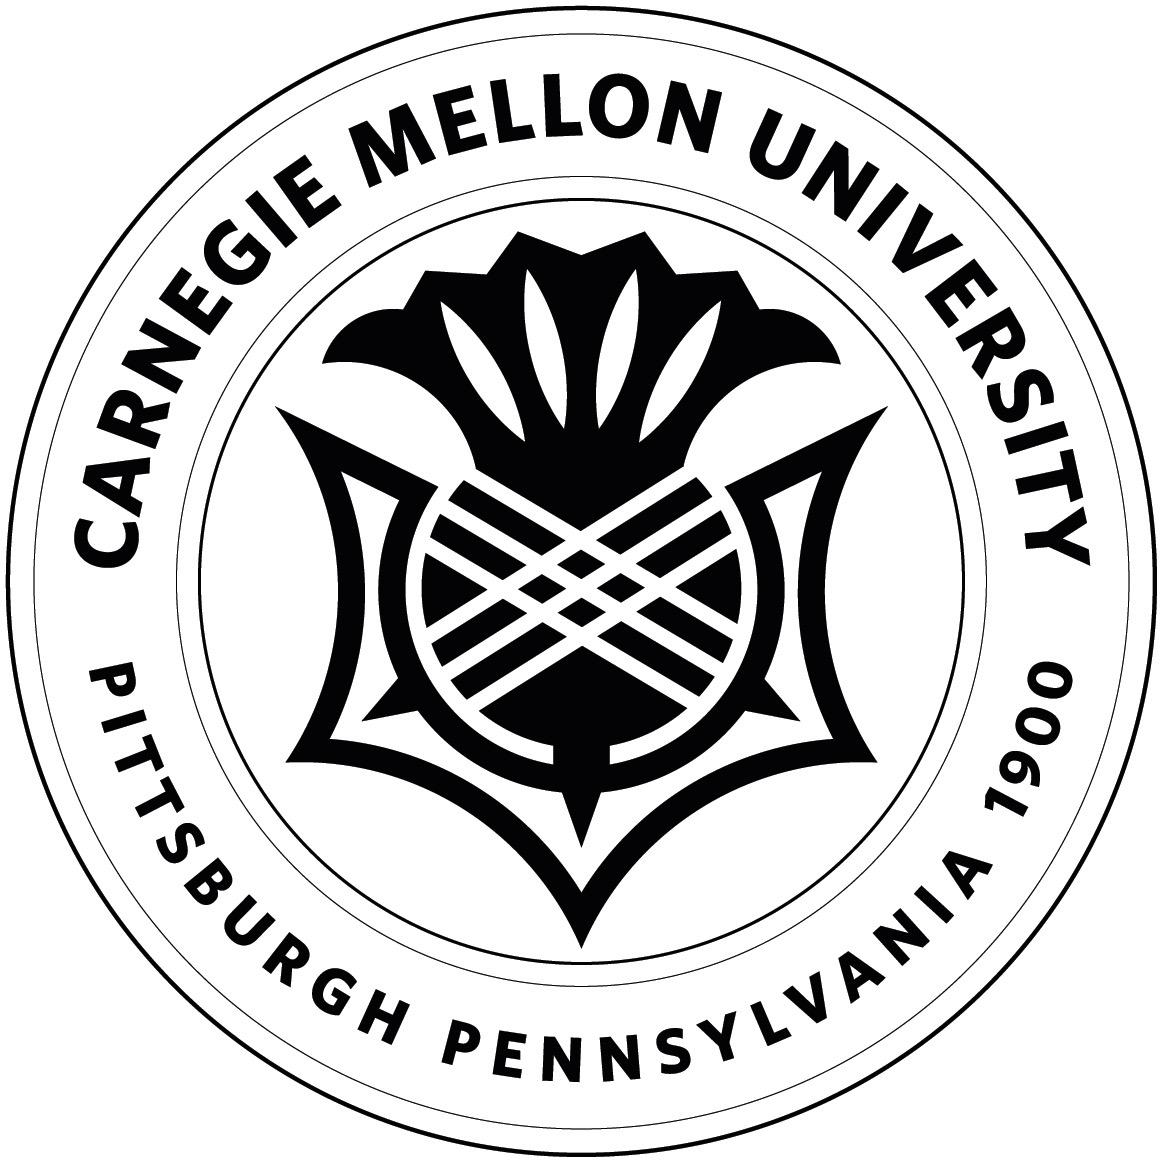 CARNEGIE MELLON UNIVERSITY
PITTSBURGH PENNSYLVANIA 1900